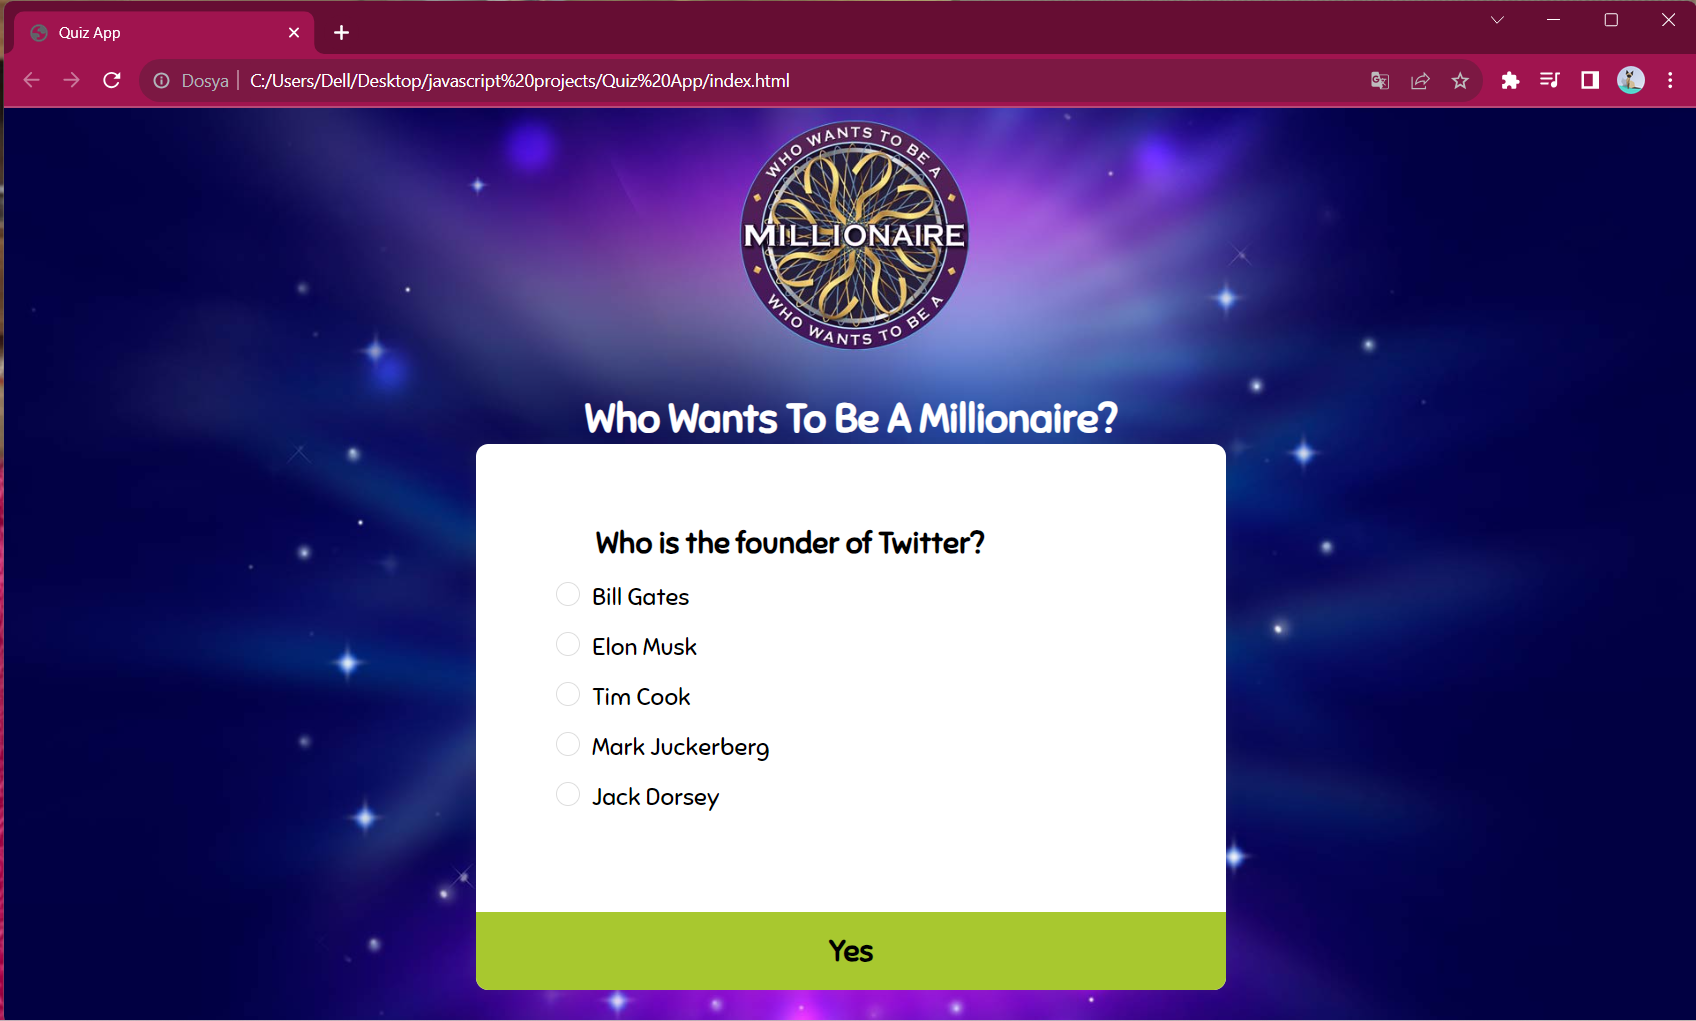 Quiz App
Dosya | C:/Users/Dell/Desktop/javascript%20projects/Quiz%20App/index.html
WHO WANTS TO BE A
MILLIONAIRE
WHO WANTS TO BE A
Who Wants To Be A Millionaire?
Who is the founder of Twitter?
Bill Gates
Elon Musk
Tim Cook
Mark Juckerberg
Jack Dorsey
Yes